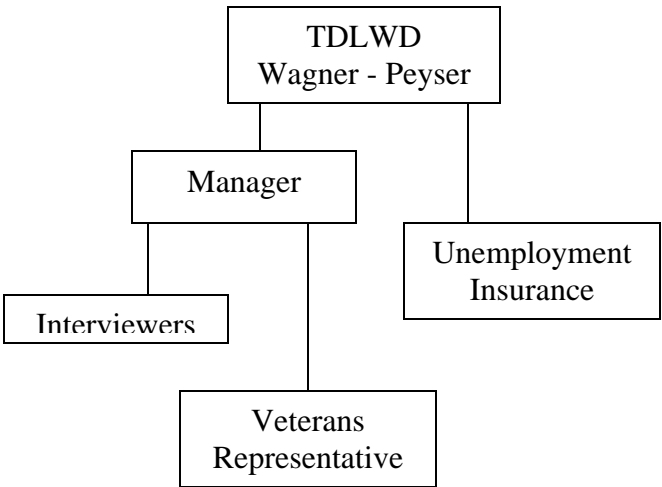 TDLWD
Wagner - Peyser
Manager
Unemployment
Insurance
Interviewers
Veterans
Representative